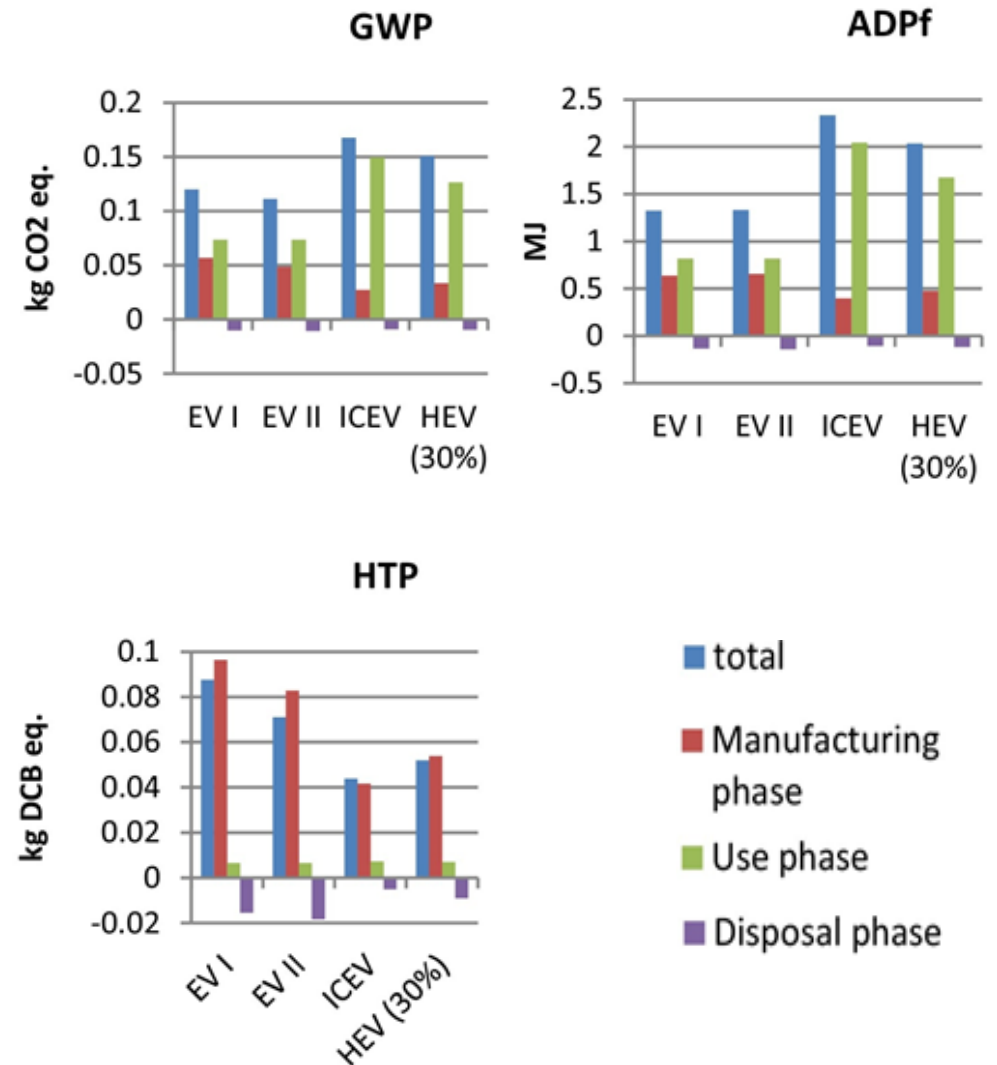 GWP
kg CO2 eq.
0.2
0.15
0.1
0.05
0
-0.05
EV I EV II ICEV HEV
(30%)
ADPf
MJ
2.5
2
1.5
1
0.5
0
-0.5
EV I EV II ICEV HEV
(30%)
HTP
kg DCB eq.
0.1
0.08
0.06
0.04
0.02
0
-0.02
EV I
EV II
ICEV
HEV (30%)
total
Manufacturing
phase
Use phase
Disposal phase